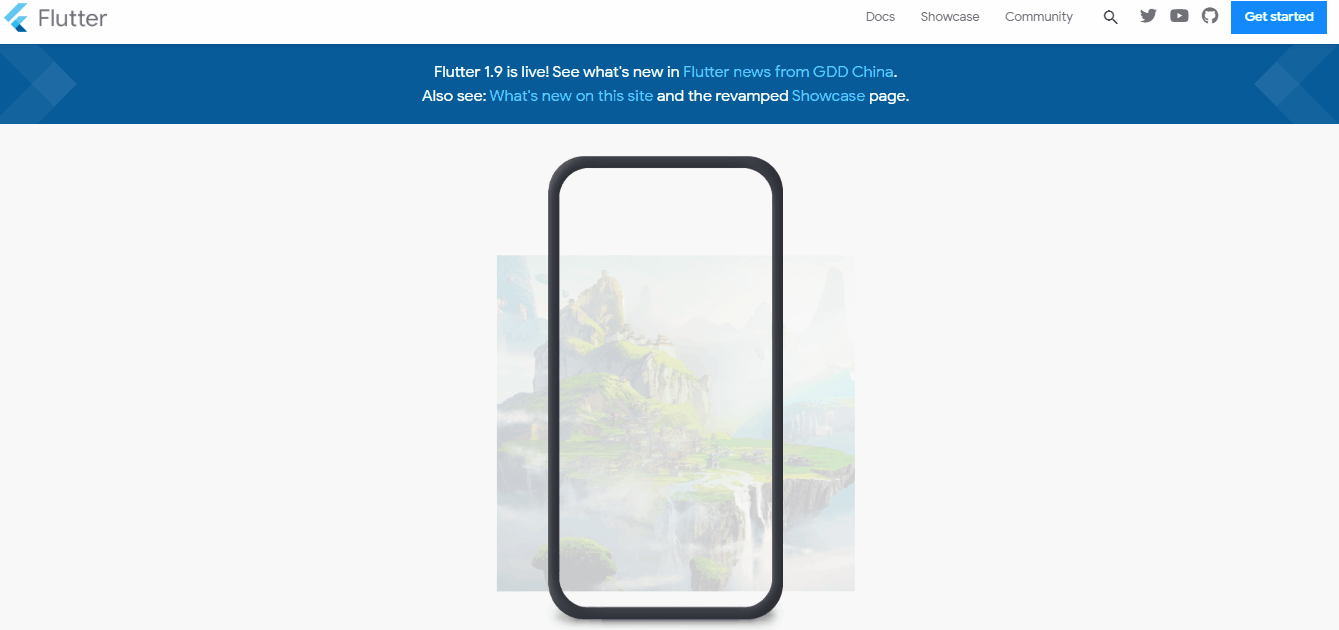 Flutter
Docs Showcase Community Get started
Flutter 1.9 is live! See what's new in Flutter news from GDD China.
Also see: What's new on this site and the revamped Showcase page.